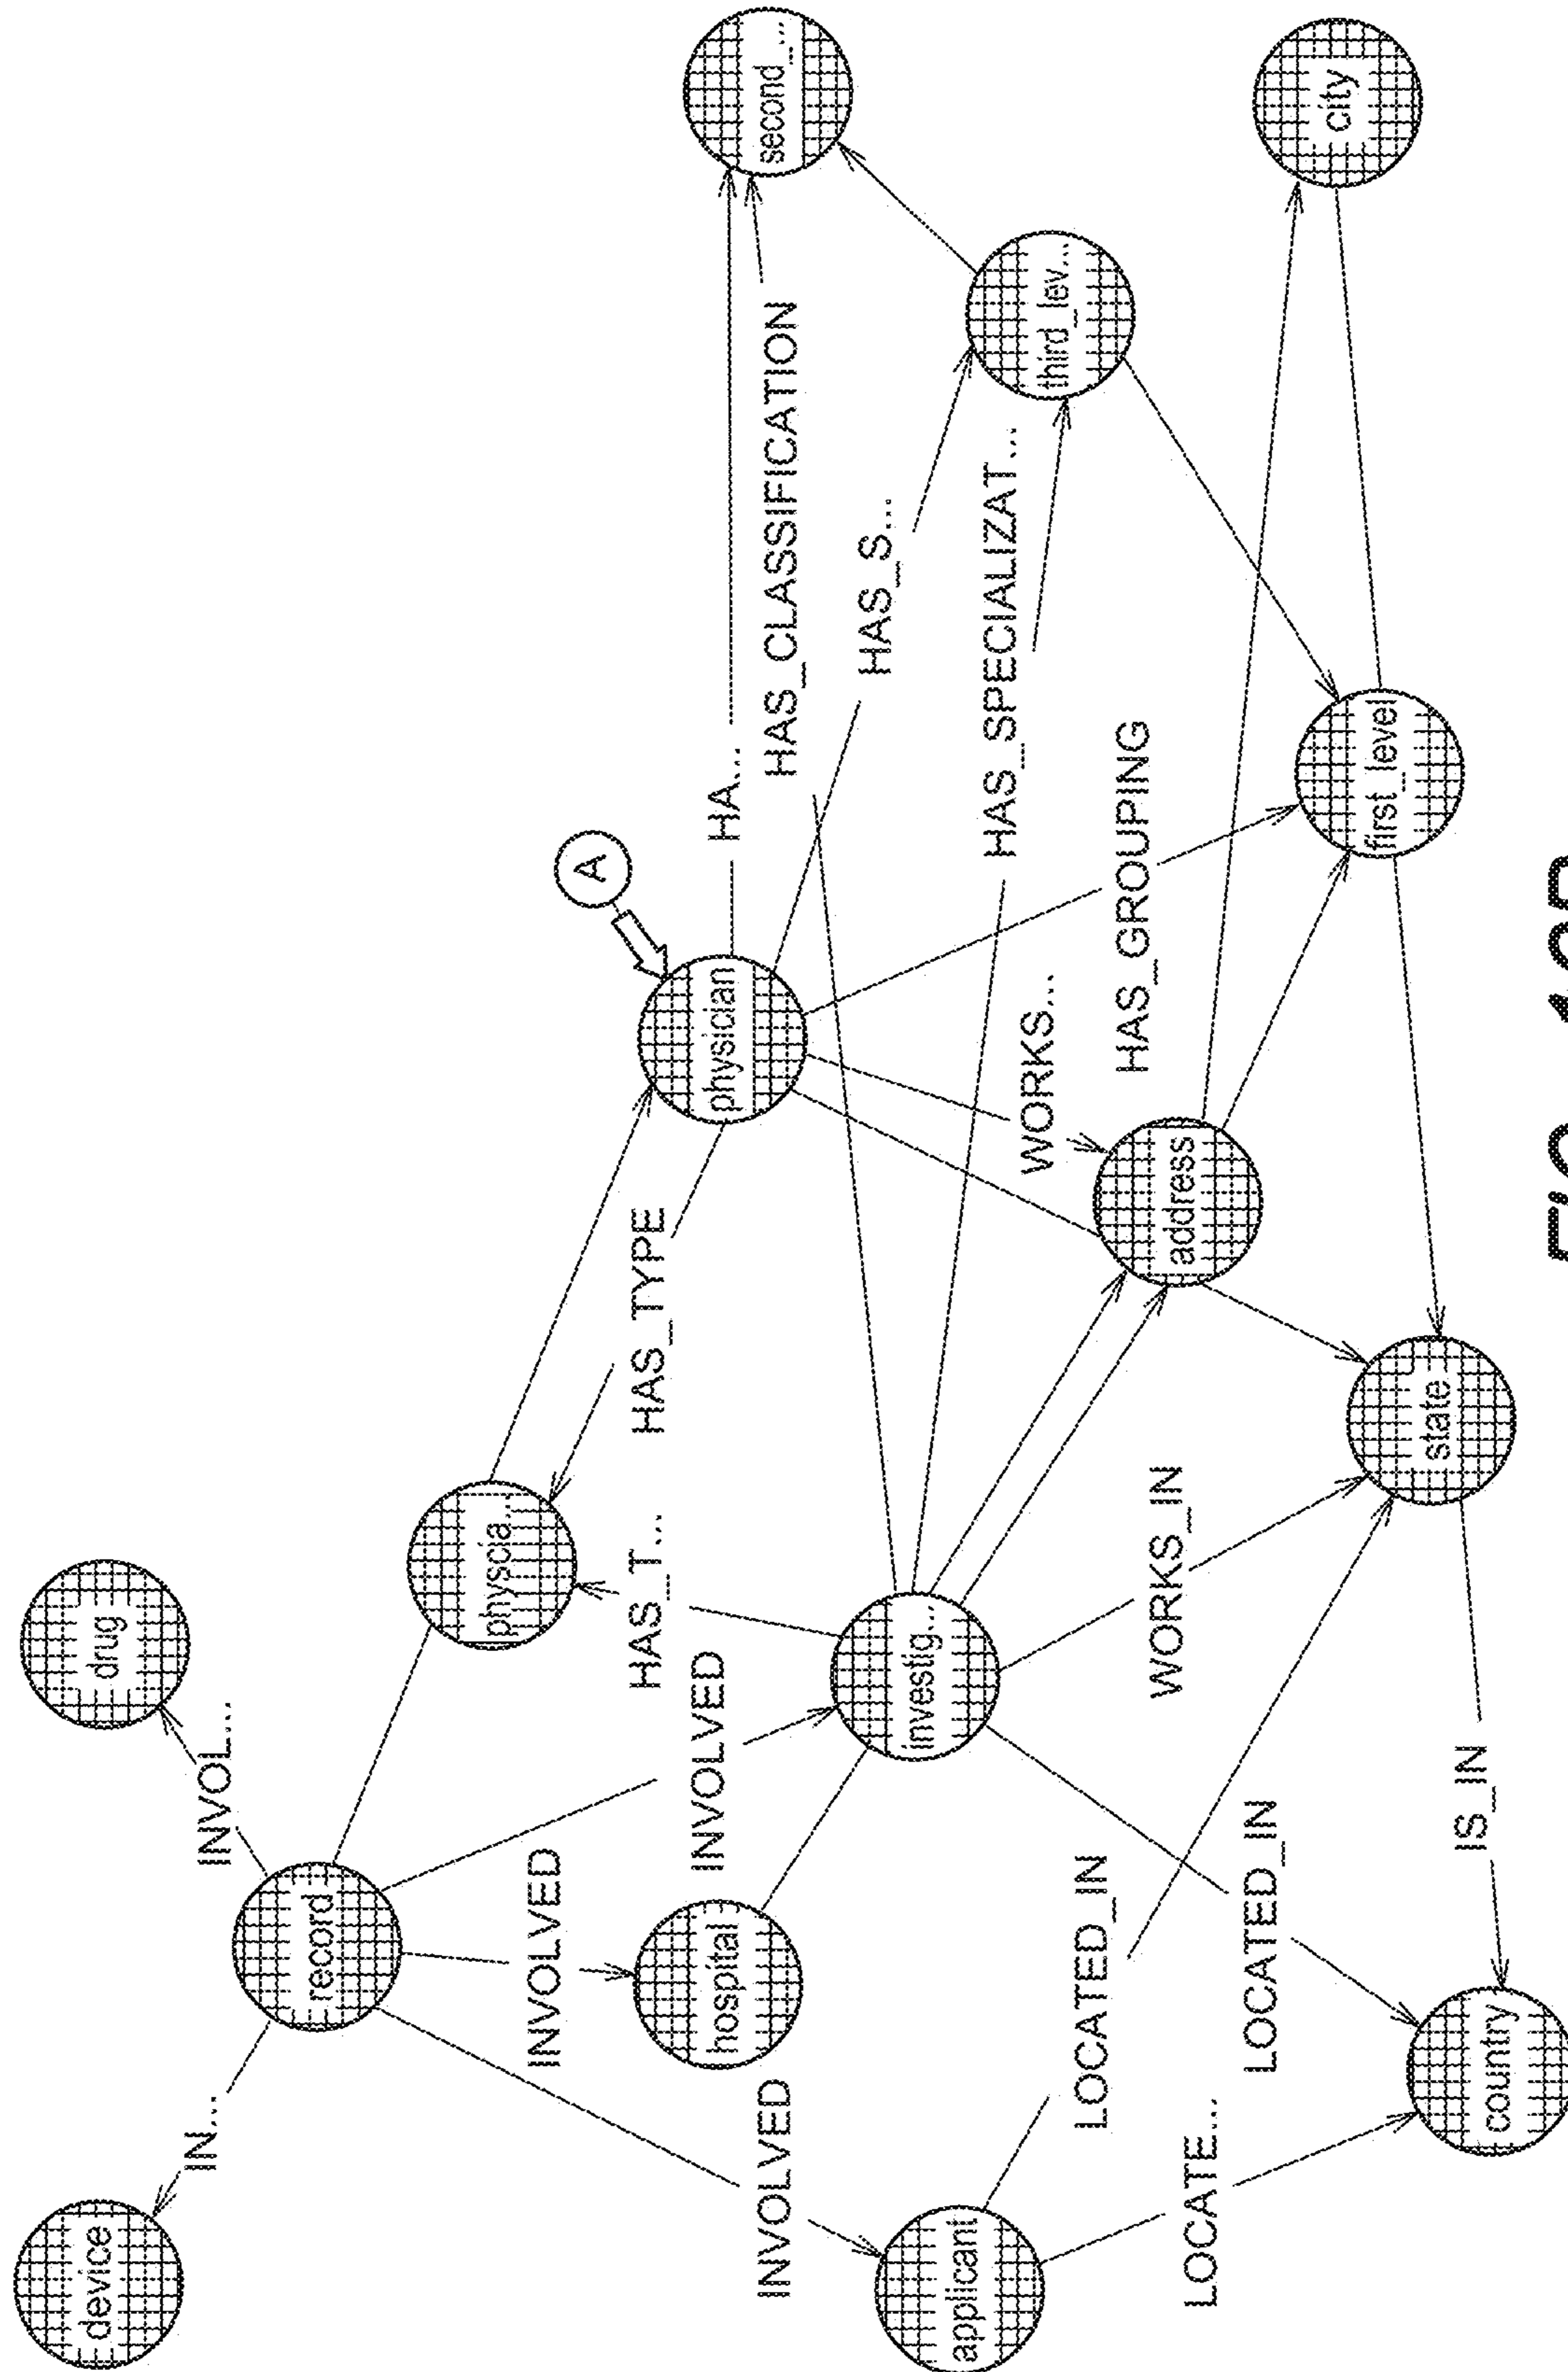 device
drug
IN...
INVOL...
record
physcia...
INVOLVED
A
HAS_T...
HAS_TYPE
hospital
INVOLVED
physician
HA...
INVOLVED
HAS_CLASSIFICATION
second_...
HAS_S...
investig...
applicant
HAS_SPECIALIZAT...
WORKS...
third_lev...
LOCATED_IN
HAS_GROUPING
WORKS_IN
address
LOCATE...
LOCATED_IN
city
first_level
state
IS_IN
country